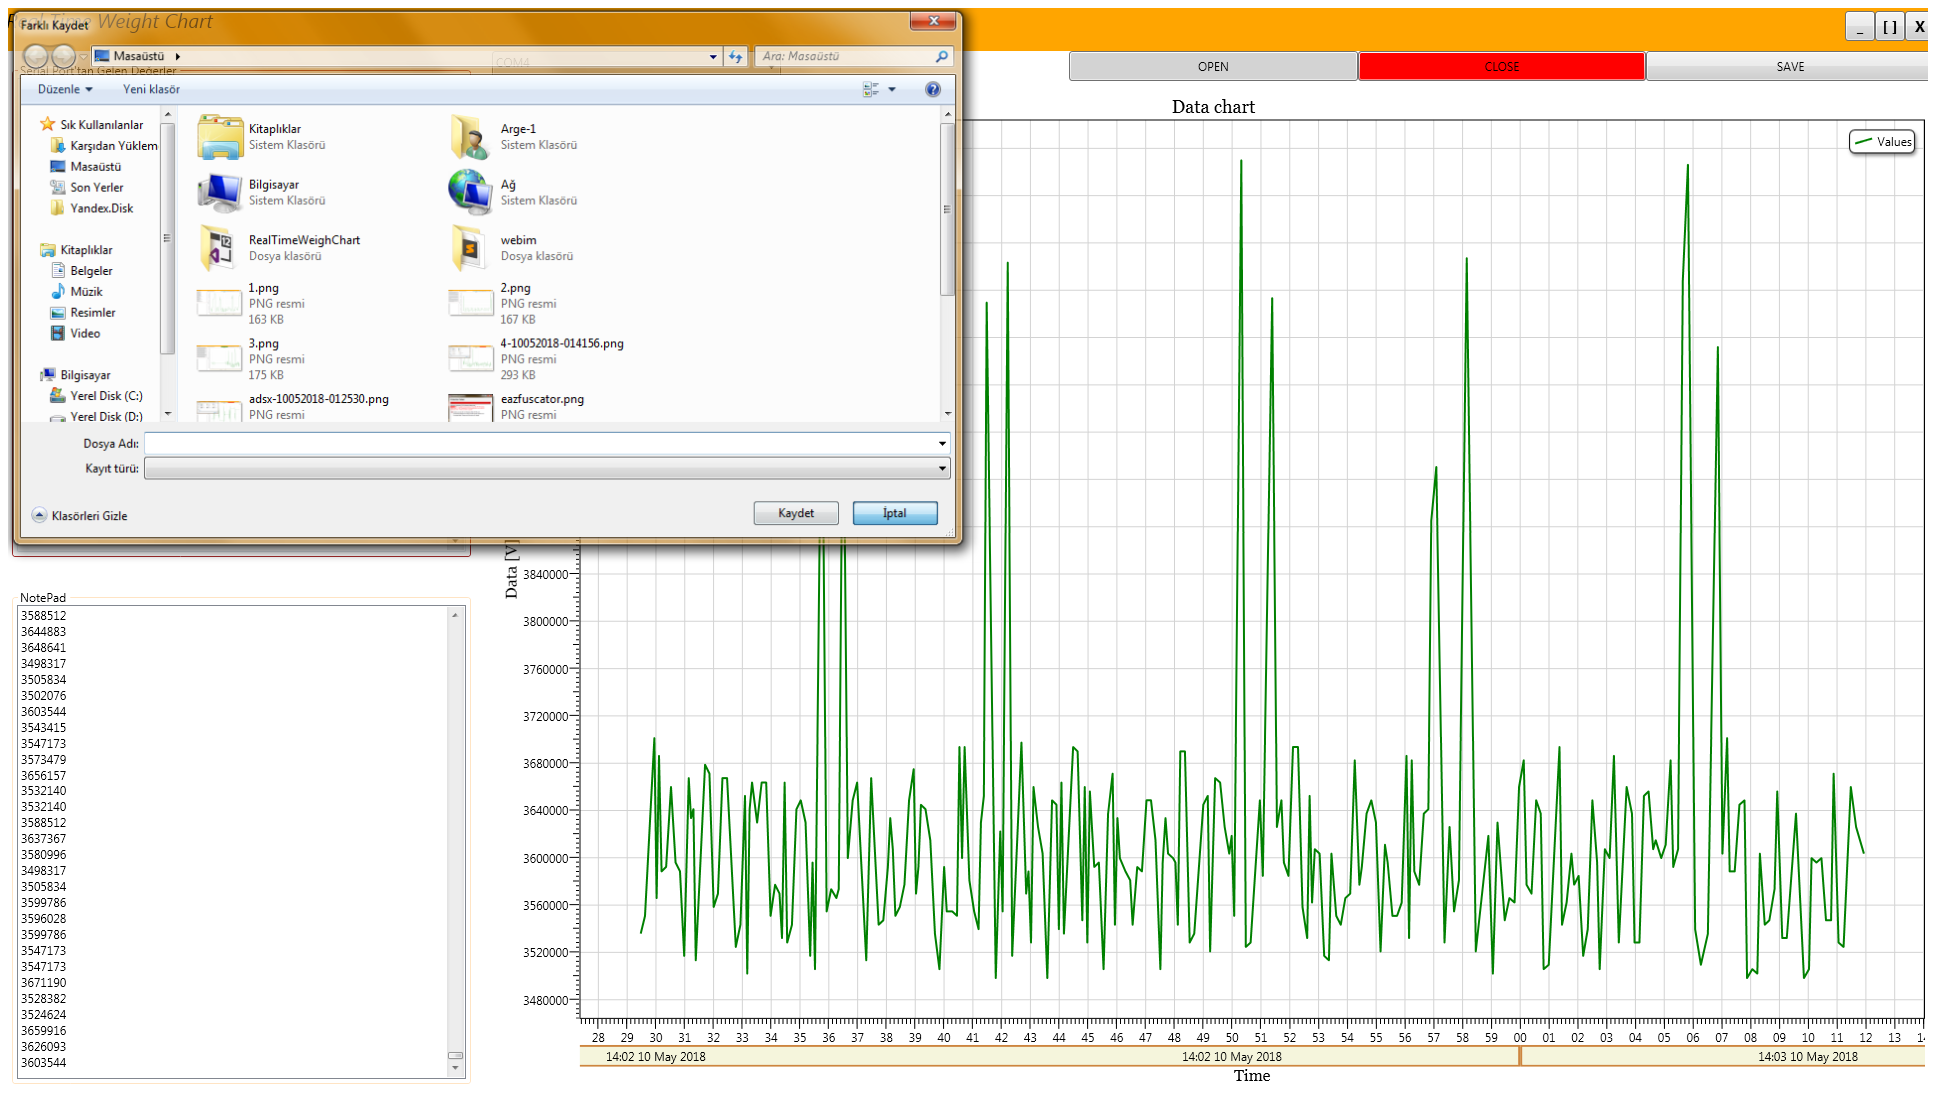 Real Time Weight Chart
_
[ ]
X
Farklı Kaydet
Masaüstü
Ara: Masaüstü
COM4
Serial Port'tan Gelen Değerler
OPEN
CLOSE
SAVE
Düzenle
Yeni klasör
Sık Kullanılanlar
Karşıdan Yüklem
Masaüstü
Son Yerler
Yandex.Disk
Kitaplıklar
Belgeler
Müzik
Resimler
Video
Bilgisayar
Yerel Disk (C:)
Yerel Disk (D:)
Kitaplıklar
Sistem Klasörü
Arge-1
Sistem Klasörü
Bilgisayar
Sistem Klasörü
Ağ
Sistem Klasörü
RealTimeWeighChart
Dosya klasörü
webim
Dosya klasörü
1.png
PNG resmi
163 KB
2.png
PNG resmi
167 KB
3.png
PNG resmi
175 KB
4-10052018-014156.png
PNG resmi
293 KB
adsx-10052018-012530.png
PNG resmi
eazfuscator.png
PNG resmi
Dosya Adı:
Kayıt türü:
Klasörleri Gizle
Kaydet
İptal
NotePad
3588512
3644883
3648641
3498317
3505834
3502076
3603544
3543415
3547173
3573479
3656157
3532140
3532140
3588512
3637367
3580996
3498317
3505834
3599786
3596028
3599786
3547173
3547173
3671190
3528382
3524624
3659916
3626093
3603544
Data chart
Values
Data [V]
3840000
3800000
3760000
3720000
3680000
3640000
3600000
3560000
3520000
3480000
28 29 30 31 32 33 34 35 36 37 38 39 40 41 42 43 44 45 46 47 48 49 50 51 52 53 54 55 56 57 58 59 00 01 02 03 04 05 06 07 08 09 10 11 12 13
14:02 10 May 2018
14:02 10 May 2018
14:03 10 May 2018
Time